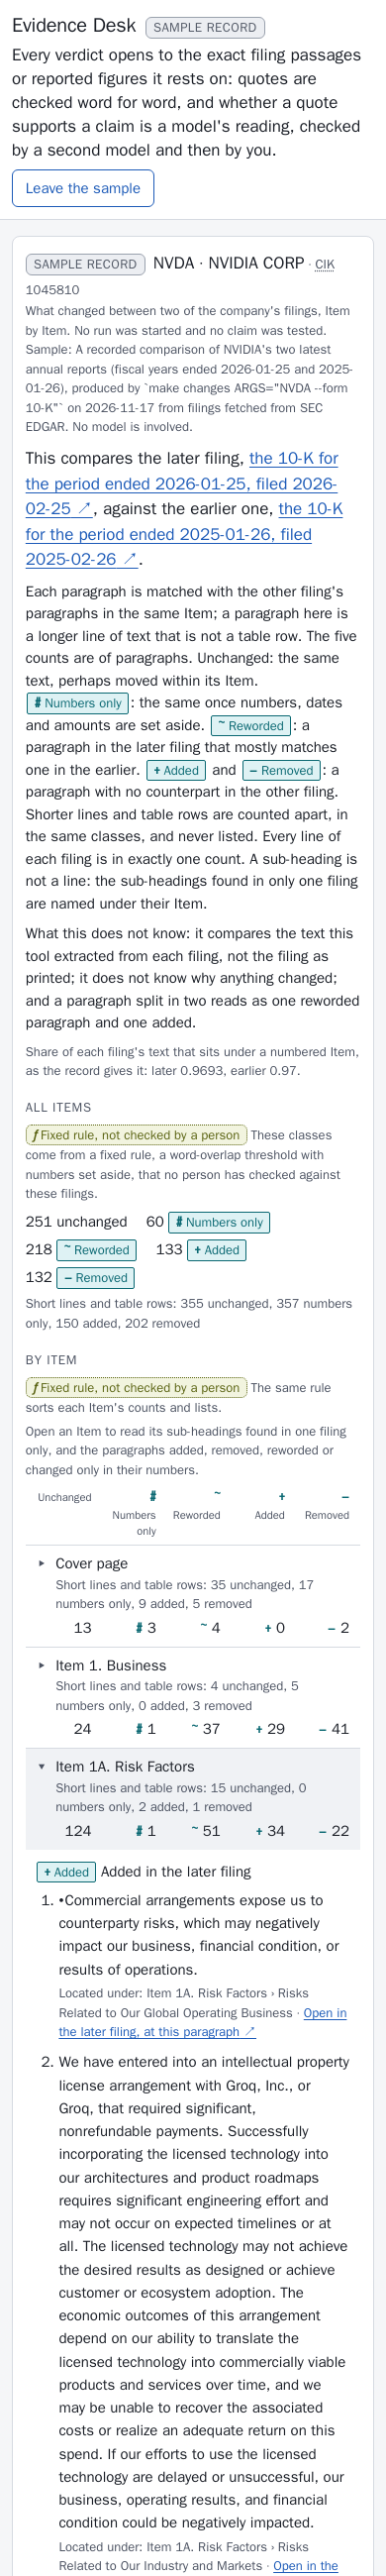 Evidence Desk SAMPLE RECORD
Every verdict opens to the exact filing passages
or reported figures it rests on: quotes are
checked word for word, and whether a quote
supports a claim is a model's reading, checked
by a second model and then by you.
Leave the sample
SAMPLE RECORD NVDA · NVIDIA CORP · CIK
1045810
What changed between two of the company's filings, Item
by Item. No run was started and no claim was tested.
Sample: A recorded comparison of NVIDIA's two latest
annual reports (fiscal years ended 2026-01-25 and 2025-
01-26), produced by `make changes ARGS="NVDA --form
10-K"` on 2026-11-17 from filings fetched from SEC
EDGAR. No model is involved.
This compares the later filing, the 10-K for
the period ended 2026-01-25, filed 2026-
02-25 ↗, against the earlier one, the 10-K
for the period ended 2025-01-26, filed
2025-02-26 ↗.
Each paragraph is matched with the other filing's
paragraphs in the same Item; a paragraph here is
a longer line of text that is not a table row. The five
counts are of paragraphs. Unchanged: the same
text, perhaps moved within its Item.
# Numbers only : the same once numbers, dates
and amounts are set aside. ~ Reworded : a
paragraph in the later filing that mostly matches
one in the earlier. + Added and − Removed : a
paragraph with no counterpart in the other filing.
Shorter lines and table rows are counted apart, in
the same classes, and never listed. Every line of
each filing is in exactly one count. A sub-heading is
not a line: the sub-headings found in only one filing
are named under their Item.
What this does not know: it compares the text this
tool extracted from each filing, not the filing as
printed; it does not know why anything changed;
and a paragraph split in two reads as one reworded
paragraph and one added.
Share of each filing's text that sits under a numbered Item,
as the record gives it: later 0.9693, earlier 0.97.
ALL ITEMS
ƒ Fixed rule, not checked by a person These classes
come from a fixed rule, a word-overlap threshold with
numbers set aside, that no person has checked against
these filings.
251 unchanged 60 # Numbers only
218 ~ Reworded 133 + Added
132 − Removed
Short lines and table rows: 355 unchanged, 357 numbers
only, 150 added, 202 removed
BY ITEM
ƒ Fixed rule, not checked by a person The same rule
sorts each Item's counts and lists.
Open an Item to read its sub-headings found in one filing
only, and the paragraphs added, removed, reworded or
changed only in their numbers.
Unchanged # ~ + −
Numbers Reworded Added Removed
only
▸ Cover page
Short lines and table rows: 35 unchanged, 17
numbers only, 9 added, 5 removed
13 # 3 ~ 4 + 0 − 2
▸ Item 1. Business
Short lines and table rows: 4 unchanged, 5
numbers only, 0 added, 3 removed
24 # 1 ~ 37 + 29 − 41
▾ Item 1A. Risk Factors
Short lines and table rows: 15 unchanged, 0
numbers only, 2 added, 1 removed
124 # 1 ~ 51 + 34 − 22
+ Added Added in the later filing
1. •Commercial arrangements expose us to
counterparty risks, which may negatively
impact our business, financial condition, or
results of operations.
Located under: Item 1A. Risk Factors › Risks
Related to Our Global Operating Business · Open in
the later filing, at this paragraph ↗
2. We have entered into an intellectual property
license arrangement with Groq, Inc., or
Groq, that required significant,
nonrefundable payments. Successfully
incorporating the licensed technology into
our architectures and product roadmaps
requires significant engineering effort and
may not occur on expected timelines or at
all. The licensed technology may not achieve
the desired results as designed or achieve
customer or ecosystem adoption. The
economic outcomes of this arrangement
depend on our ability to translate the
licensed technology into commercially viable
products and services over time, and we
may be unable to recover the associated
costs or realize an adequate return on this
spend. If our efforts to use the licensed
technology are delayed or unsuccessful, our
business, operating results, and financial
condition could be negatively impacted.
Located under: Item 1A. Risk Factors › Risks
Related to Our Industry and Markets · Open in the